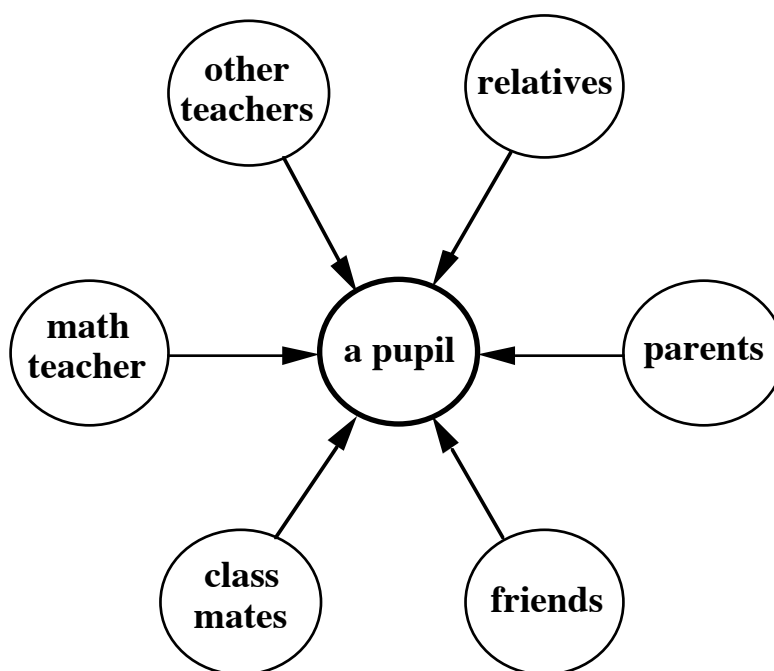 other
teachers
relatives
math
teacher
a pupil
parents
class
mates
friends